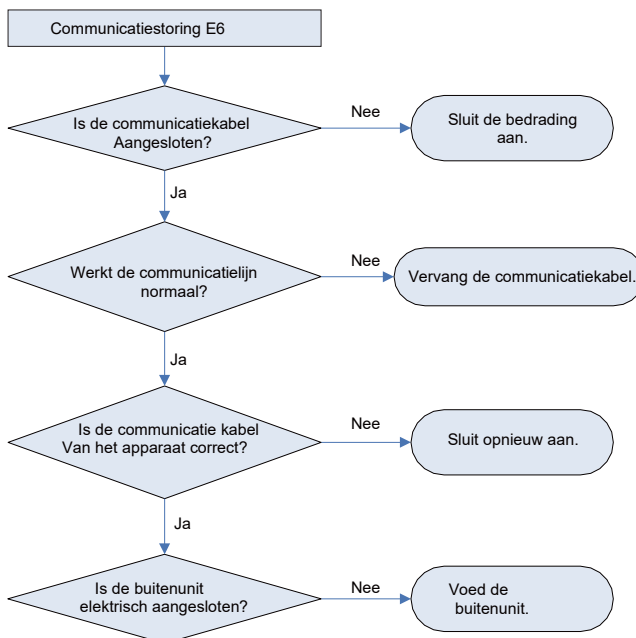 Communicatiestoring E6
Is de communicatiekabel
Aangesloten?
Nee
Sluit de bedrading
aan.
Ja
Werkt de communicatielijn
normaal?
Nee
Vervang de communicatiekabel.
Ja
Is de communicatie kabel
Van het apparaat correct?
Nee
Sluit opnieuw aan.
Ja
Is de buitenunit
elektrisch aangesloten?
Nee
Voed de
buitenunit.